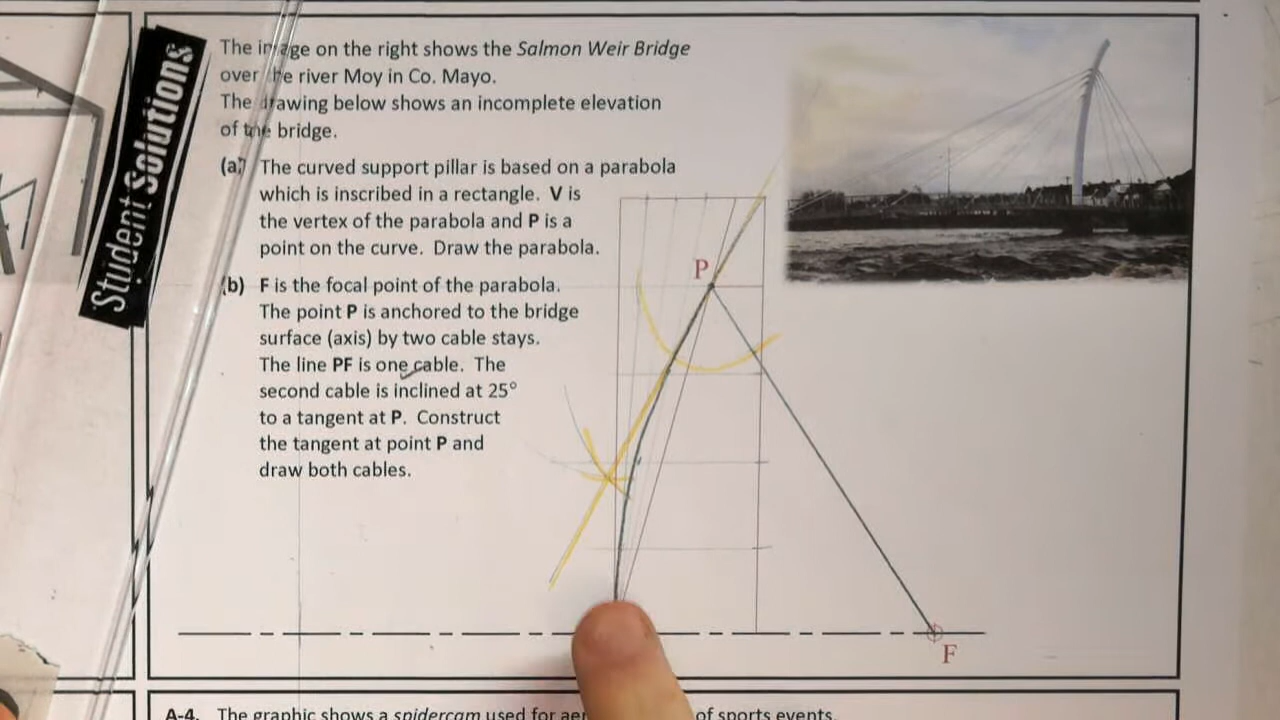 Student Solutions
The image on the right shows the Salmon Weir Bridge
over the river Moy in Co. Mayo.
The drawing below shows an incomplete elevation
of the bridge.
(a) The curved support pillar is based on a parabola
which is inscribed in a rectangle. V is
the vertex of the parabola and P is a
point on the curve. Draw the parabola.
(b) F is the focal point of the parabola.
The point P is anchored to the bridge
surface (axis) by two cable stays.
The line PF is one cable. The
second cable is inclined at 25°
to a tangent at P. Construct
the tangent at point P and
draw both cables.
P
F
A-4. The graphic shows a spidercam used for of sports events.